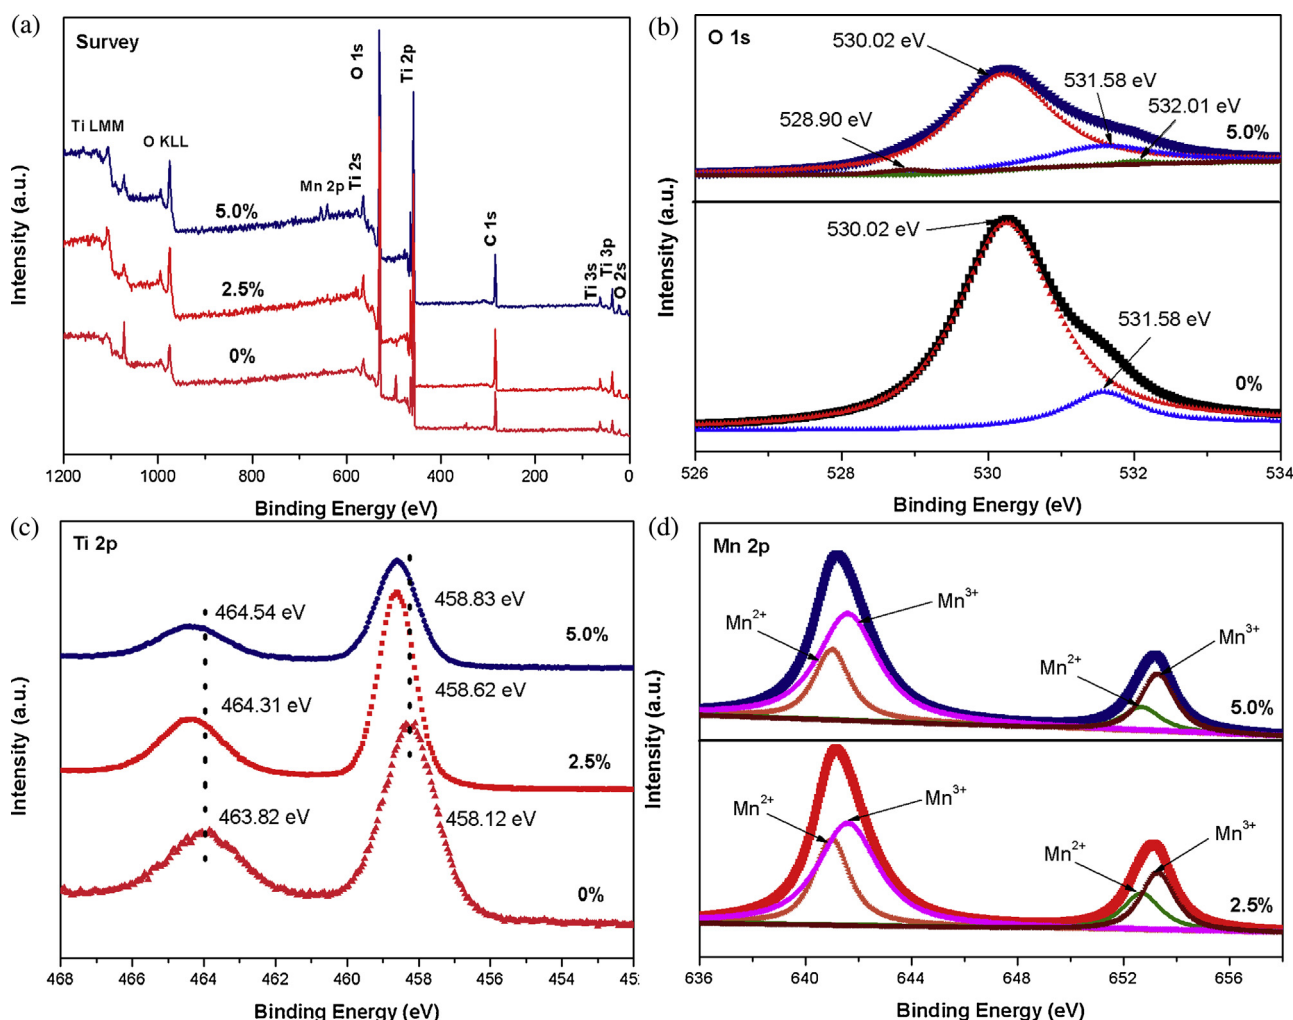 (a)
Survey
Ti LMM
O KLL
Mn 2p
Ti 2s
O 1s
Ti 2p
C 1s
Ti 3s
Ti 3p
O 2s
5.0%
2.5%
0%
Intensity (a.u.)
1200 1000 800 600 400 200 0
Binding Energy (eV)
(b)
O 1s
530.02 eV
531.58 eV
532.01 eV
528.90 eV
5.0%
530.02 eV
531.58 eV
0%
Intensity (a.u.)
Intensity (a.u.)
526 528 530 532 534
Binding Energy (eV)
(c)
Ti 2p
464.54 eV
458.83 eV
5.0%
464.31 eV
458.62 eV
2.5%
463.82 eV
458.12 eV
0%
Intensity (a.u.)
468 466 464 462 460 458 456 454 45
Binding Energy (eV)
(d)
Mn 2p
Mn2+
Mn3+
Mn2+
Mn3+
5.0%
Mn2+
Mn3+
Mn2+
Mn3+
2.5%
Intensity (a.u.)
Intensity (a.u.)
636 640 644 648 652 656
Binding Energy (eV)